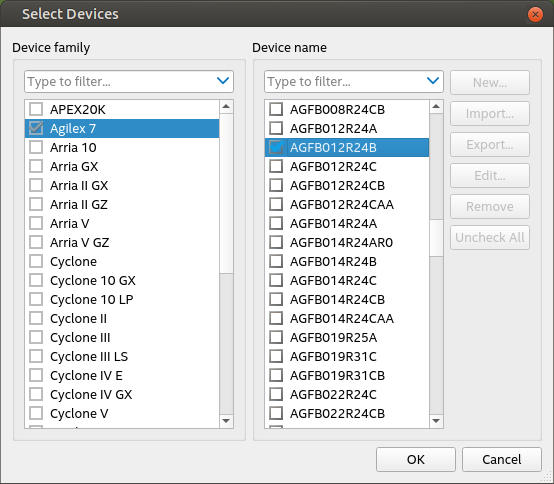 Select Devices
Device family
Type to filter...
APEX20K
Agilex 7
Arria 10
Arria GX
Arria II GX
Arria II GZ
Arria V
Arria V GZ
Cyclone
Cyclone 10 GX
Cyclone 10 LP
Cyclone II
Cyclone III
Cyclone III LS
Cyclone IV E
Cyclone IV GX
Cyclone V
Device name
Type to filter...
AGFB008R24CB
AGFB012R24A
AGFB012R24B
AGFB012R24C
AGFB012R24CB
AGFB012R24CAA
AGFB014R24A
AGFB014R24AR0
AGFB014R24B
AGFB014R24C
AGFB014R24CB
AGFB014R24CAA
AGFB019R25A
AGFB019R31C
AGFB019R31CB
AGFB022R24C
AGFB022R24CB
New...
Import...
Export...
Edit...
Remove
Uncheck All
OK
Cancel